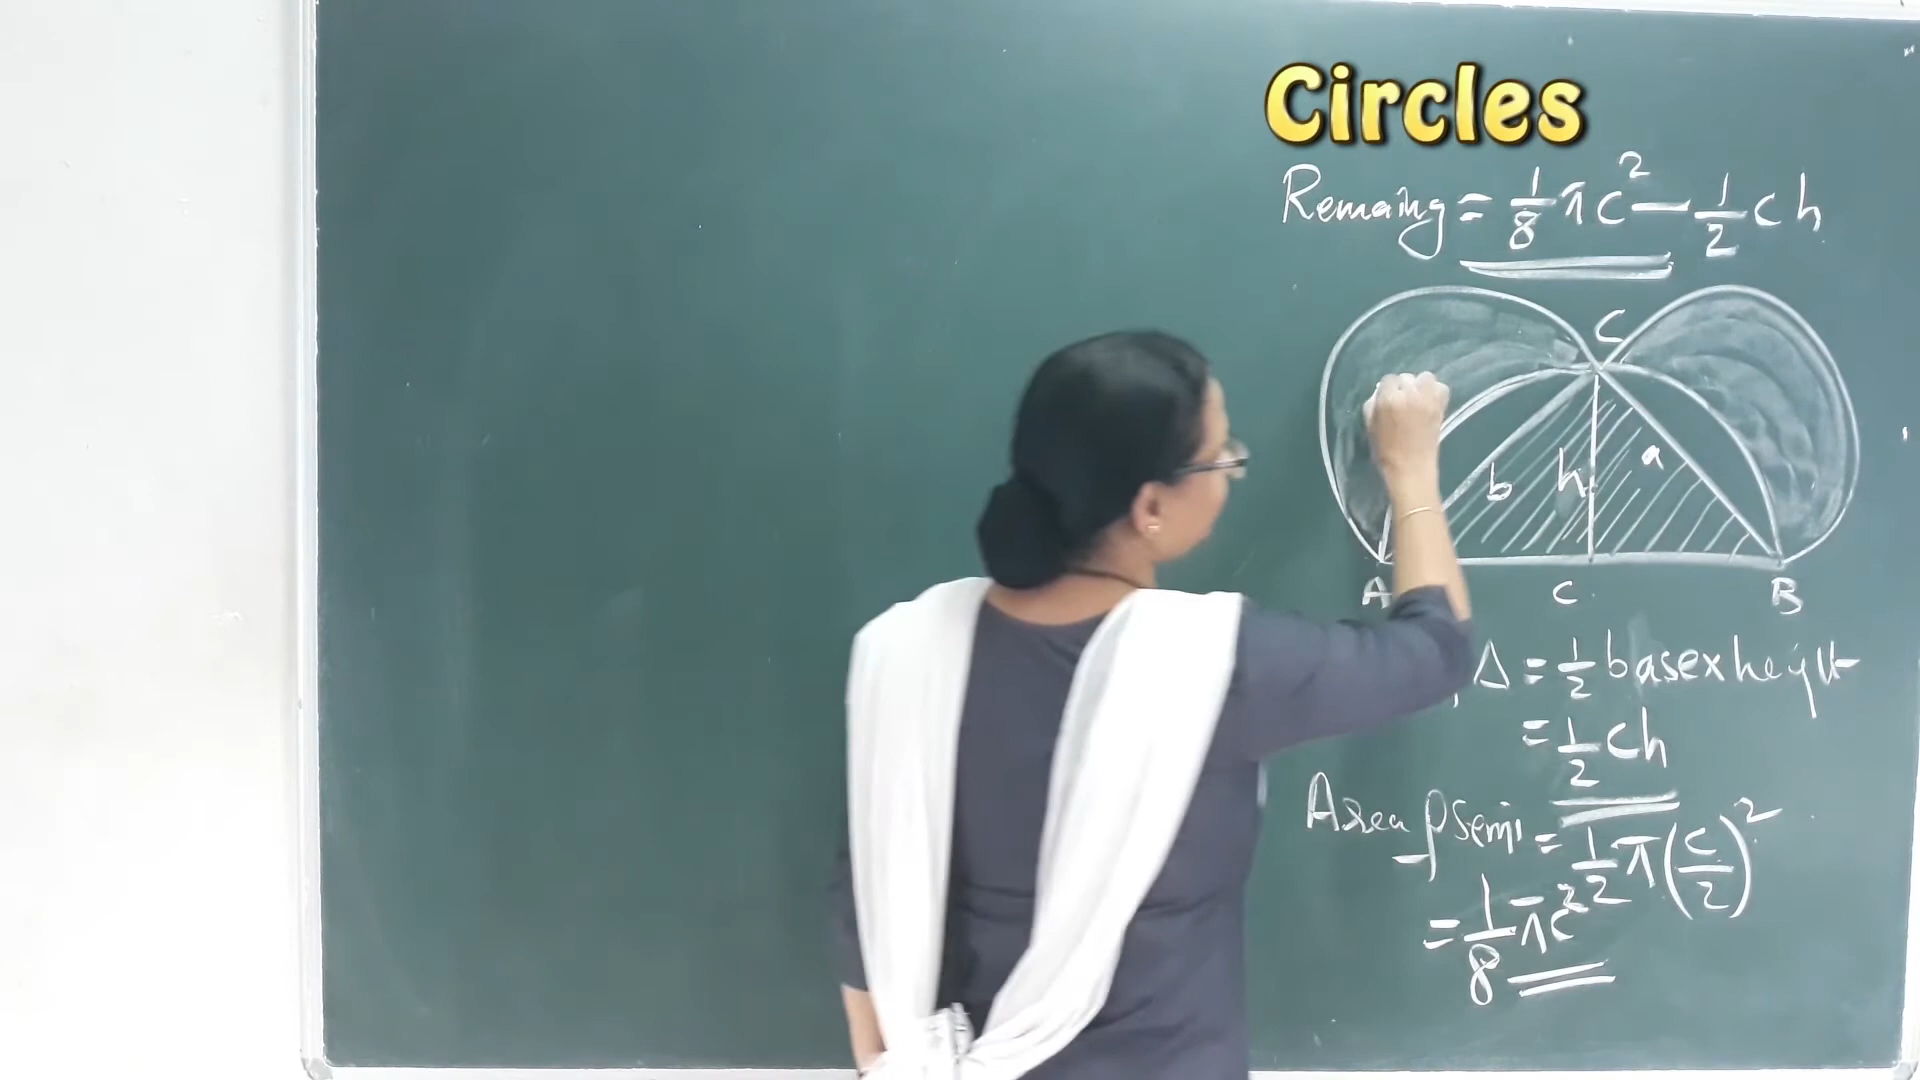 Circles
Remaing = 1/8 πc² − 1/2 ch
C
b h a
A C B
Δ = 1/2 base x height
= 1/2 ch
Area of semi = 1/2 π(c/2)²
= 1/8 πc²